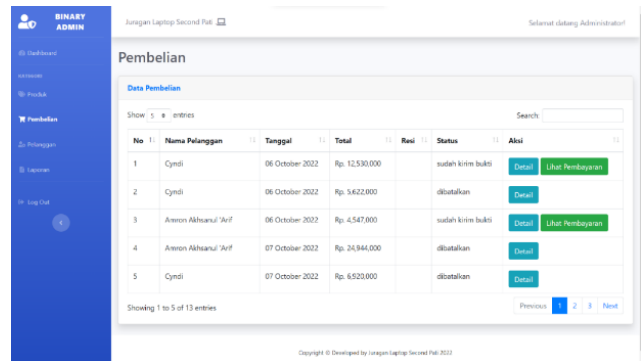 BINARY
ADMIN
Juragan Laptop Second Pati
Selamat datang Administrator!
Dashboard
Produk
Pembelian
Pelanggan
Laporan
Log Out
Pembelian
Data Pembelian
Show 5 entries
Search:
No Nama Pelanggan Tanggal Total Resi Status Aksi
1 Cyndi 06 October 2022 Rp. 12,530,000 sudah kirim bukti Detail Lihat Pembayaran
2 Cyndi 06 October 2022 Rp. 5,622,000 dibatalkan Detail
3 Amron Akhsanul 'Arif 06 October 2022 Rp. 4,547,000 sudah kirim bukti Detail Lihat Pembayaran
4 Amron Akhsanul 'Arif 07 October 2022 Rp. 24,944,000 dibatalkan Detail
5 Cyndi 07 October 2022 Rp. 6,920,000 dibatalkan Detail
Showing 1 to 5 of 13 entries
Previous 1 2 3 Next
Copyright © Developed by Juragan Laptop Second Pati 2022